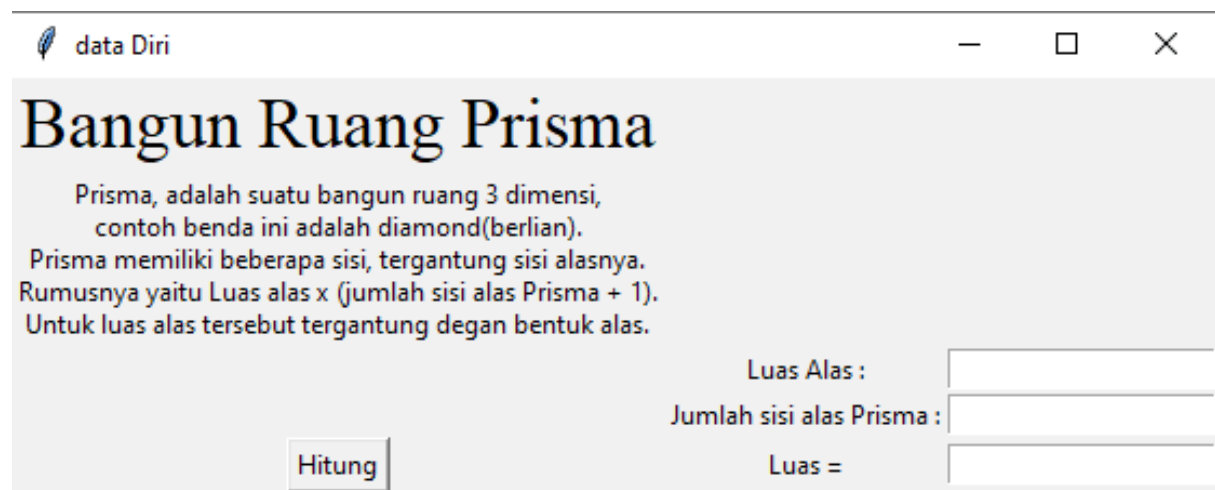 data Diri
Bangun Ruang Prisma
Prisma, adalah suatu bangun ruang 3 dimensi,
contoh benda ini adalah diamond(berlian).
Prisma memiliki beberapa sisi, tergantung sisi alasnya.
Rumusnya yaitu Luas alas x (jumlah sisi alas Prisma + 1).
Untuk luas alas tersebut tergantung degan bentuk alas.
Luas Alas :
Jumlah sisi alas Prisma :
Hitung
Luas =